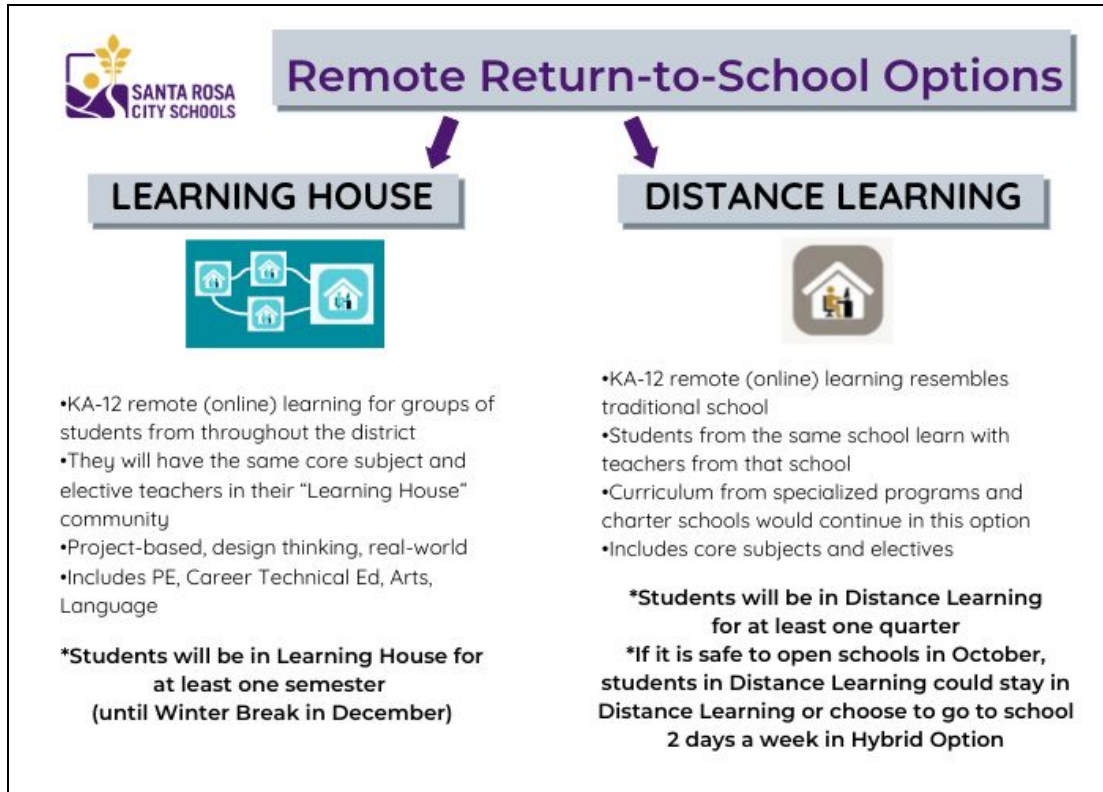 SANTA ROSA
CITY SCHOOLS
Remote Return-to-School Options
LEARNING HOUSE
•KA-12 remote (online) learning for groups of
students from throughout the district
•They will have the same core subject and
elective teachers in their “Learning House”
community
•Project-based, design thinking, real-world
•Includes PE, Career Technical Ed, Arts,
Language
*Students will be in Learning House for
at least one semester
(until Winter Break in December)
DISTANCE LEARNING
•KA-12 remote (online) learning resembles
traditional school
•Students from the same school learn with
teachers from that school
•Curriculum from specialized programs and
charter schools would continue in this option
•Includes core subjects and electives
*Students will be in Distance Learning
for at least one quarter
*If it is safe to open schools in October,
students in Distance Learning could stay in
Distance Learning or choose to go to school
2 days a week in Hybrid Option